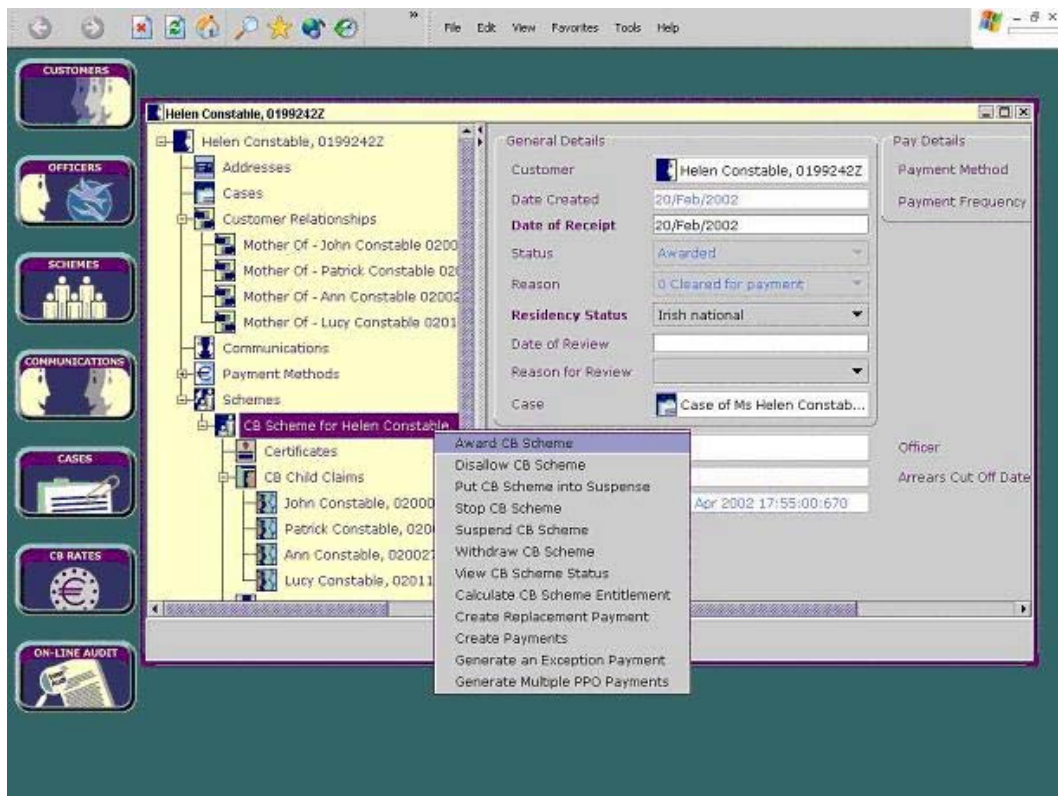 »
File Edit View Favorites Tools Help
CUSTOMERS
OFFICERS
SCHEMES
COMMUNICATIONS
CASES
CB RATES
ON-LINE AUDIT
Helen Constable, 0199242Z
Helen Constable, 0199242Z
Addresses
Cases
Customer Relationships
Mother Of - John Constable 0200
Mother Of - Patrick Constable 020
Mother Of - Ann Constable 02002
Mother Of - Lucy Constable 0201
Communications
Payment Methods
Schemes
CB Scheme for Helen Constable
Certificates
CB Child Claims
John Constable, 02000
Patrick Constable, 020
Ann Constable, 020027
Lucy Constable, 02011
General Details
Customer Helen Constable, 0199242Z
Date Created 20/Feb/2002
Date of Receipt 20/Feb/2002
Status Awarded
Reason 0 Cleared for payment
Residency Status Irish national
Date of Review
Reason for Review
Case Case of Ms Helen Constab...
Pay Details
Payment Method
Payment Frequency
Officer
Arrears Cut Off Date
Apr 2002 17:55:00:670
Award CB Scheme
Disallow CB Scheme
Put CB Scheme into Suspense
Stop CB Scheme
Suspend CB Scheme
Withdraw CB Scheme
View CB Scheme Status
Calculate CB Scheme Entitlement
Create Replacement Payment
Create Payments
Generate an Exception Payment
Generate Multiple PPO Payments